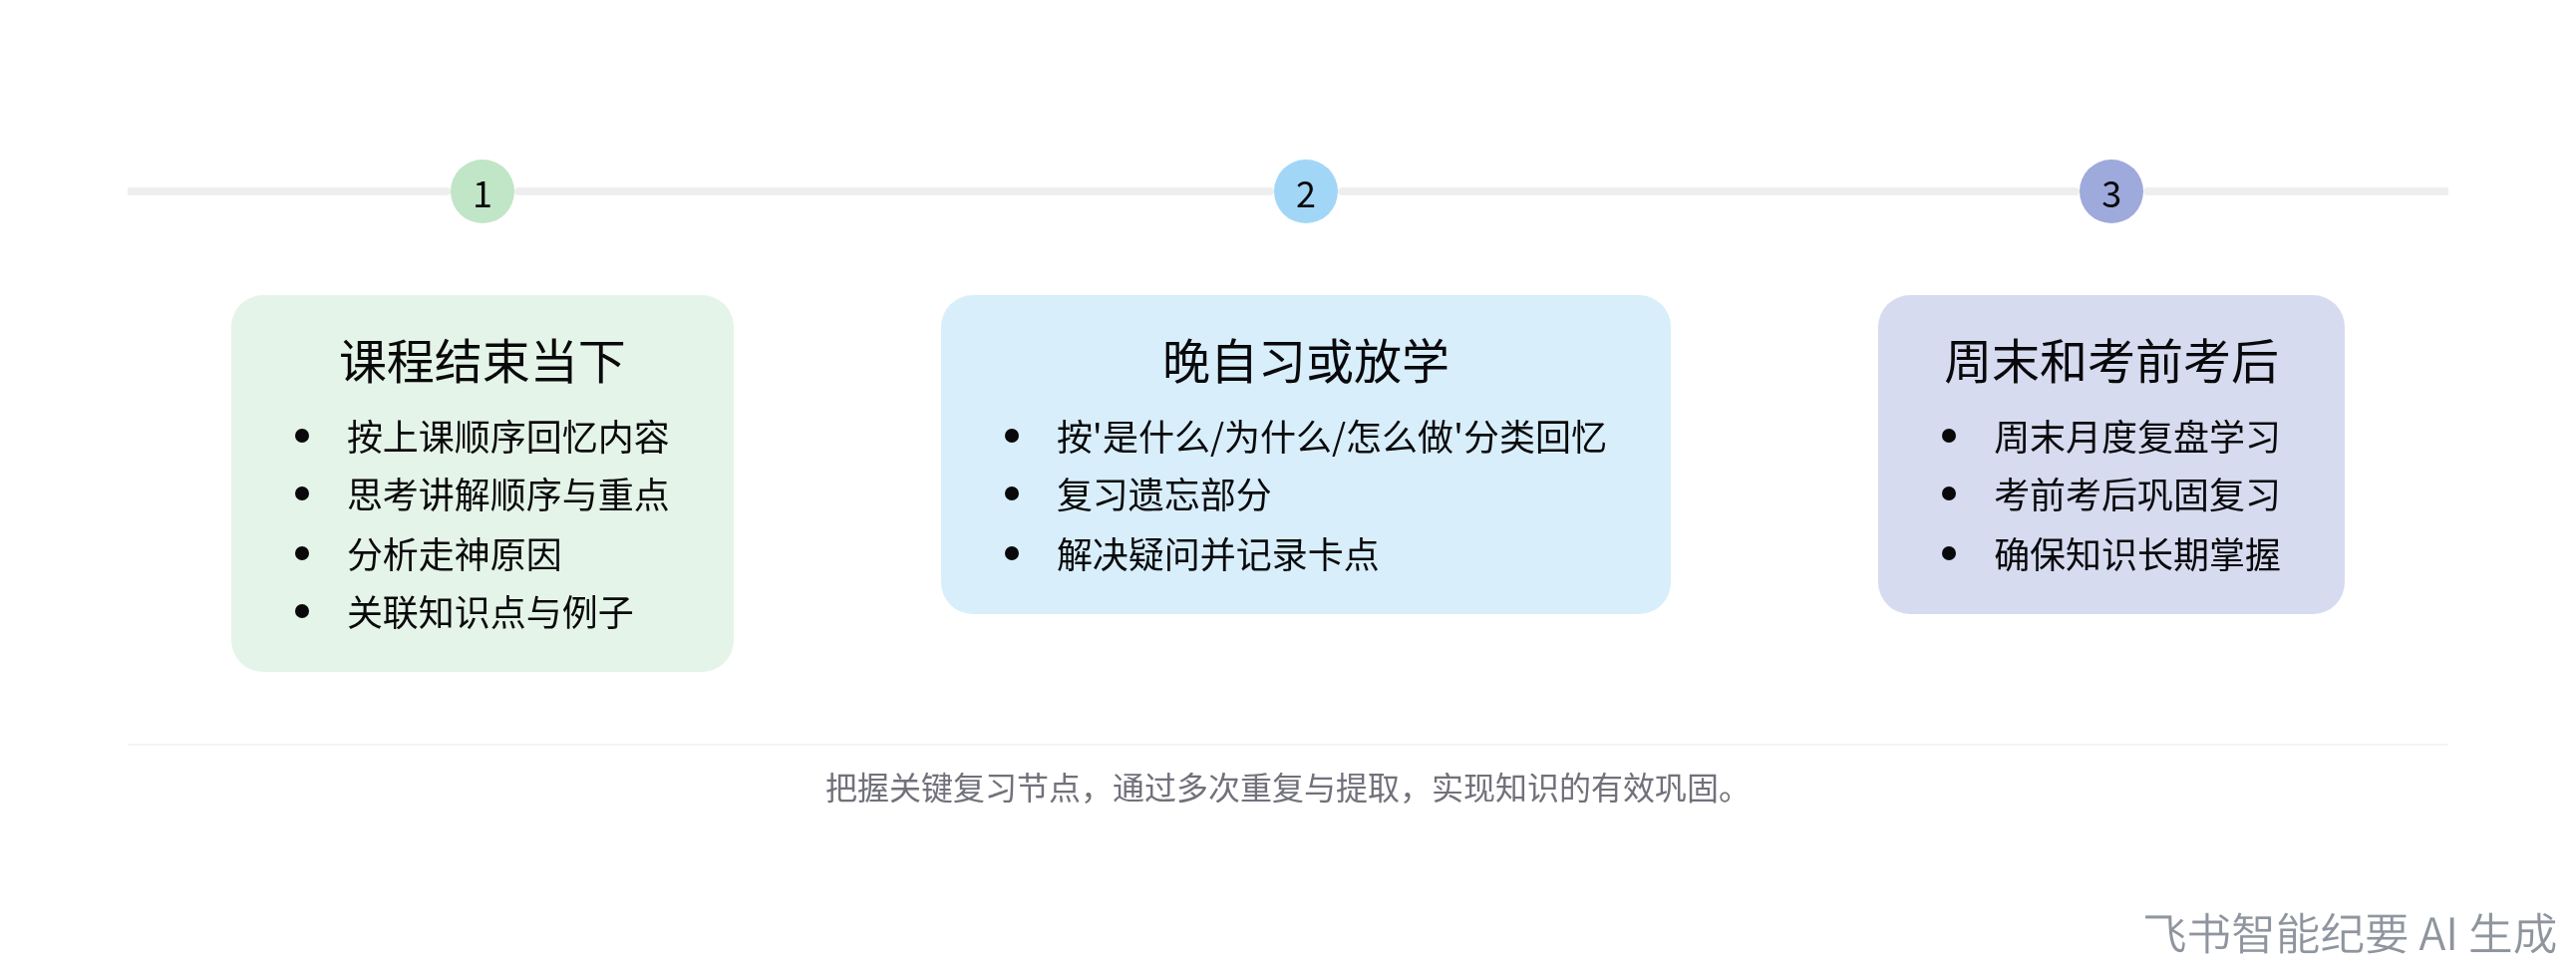 1
2
3
课程结束当下
• 按上课顺序回忆内容
• 思考讲解顺序与重点
• 分析走神原因
• 关联知识点与例子
晚自习或放学
• 按'是什么/为什么/怎么做'分类回忆
• 复习遗忘部分
• 解决疑问并记录卡点
周末和考前考后
• 周末月度复盘学习
• 考前考后巩固复习
• 确保知识长期掌握
把握关键复习节点，通过多次重复与提取，实现知识的有效巩固。
飞书智能纪要 AI 生成